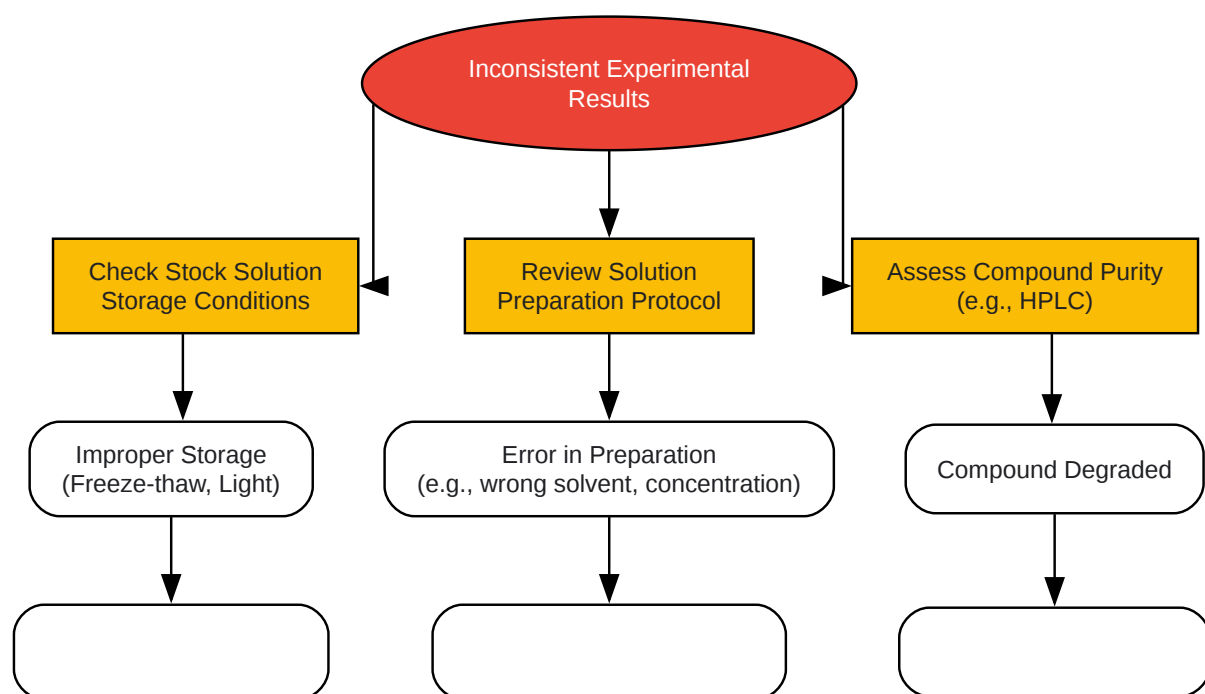 Inconsistent Experimental
Results
Check Stock Solution
Storage Conditions
Review Solution
Preparation Protocol
Assess Compound Purity
(e.g., HPLC)
Improper Storage
(Freeze-thaw, Light)
Error in Preparation
(e.g., wrong solvent, concentration)
Compound Degraded